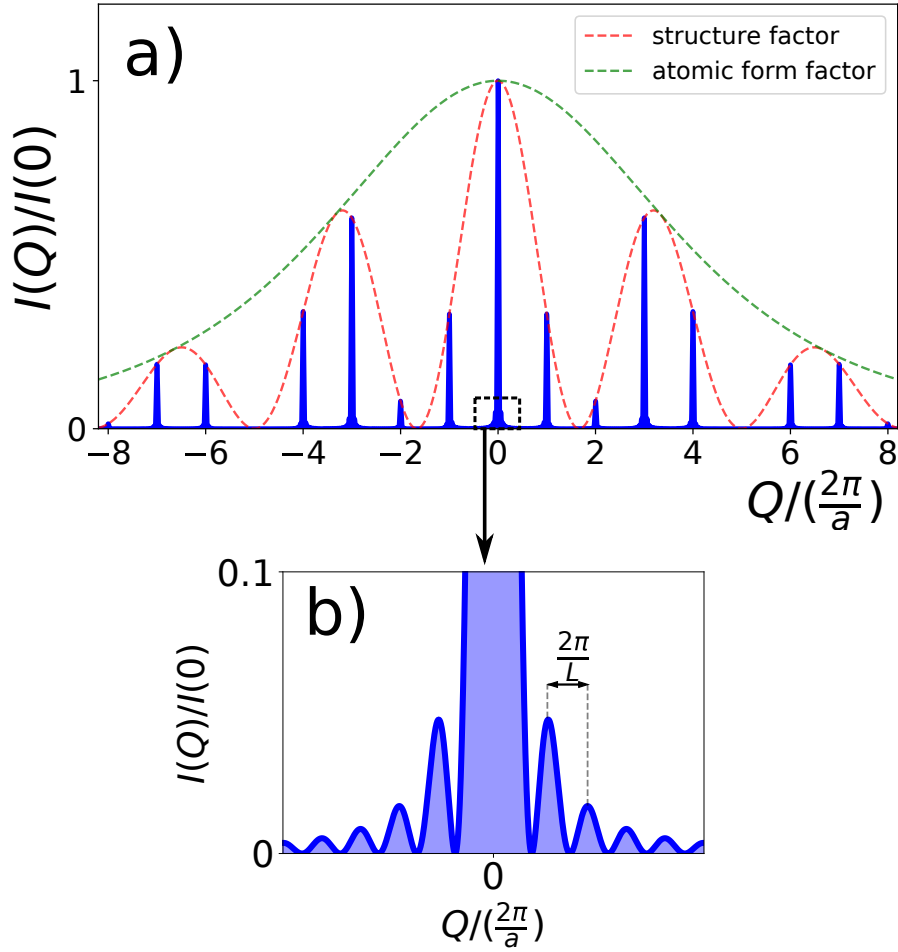 a)
structure factor
atomic form factor
1
I(Q)/I(0)
0
−8 −6 −4 −2 0 2 4 6 8
Q/(2π/a)
0.1
b)
2π/L
I(Q)/I(0)
0
0
Q/(2π/a)